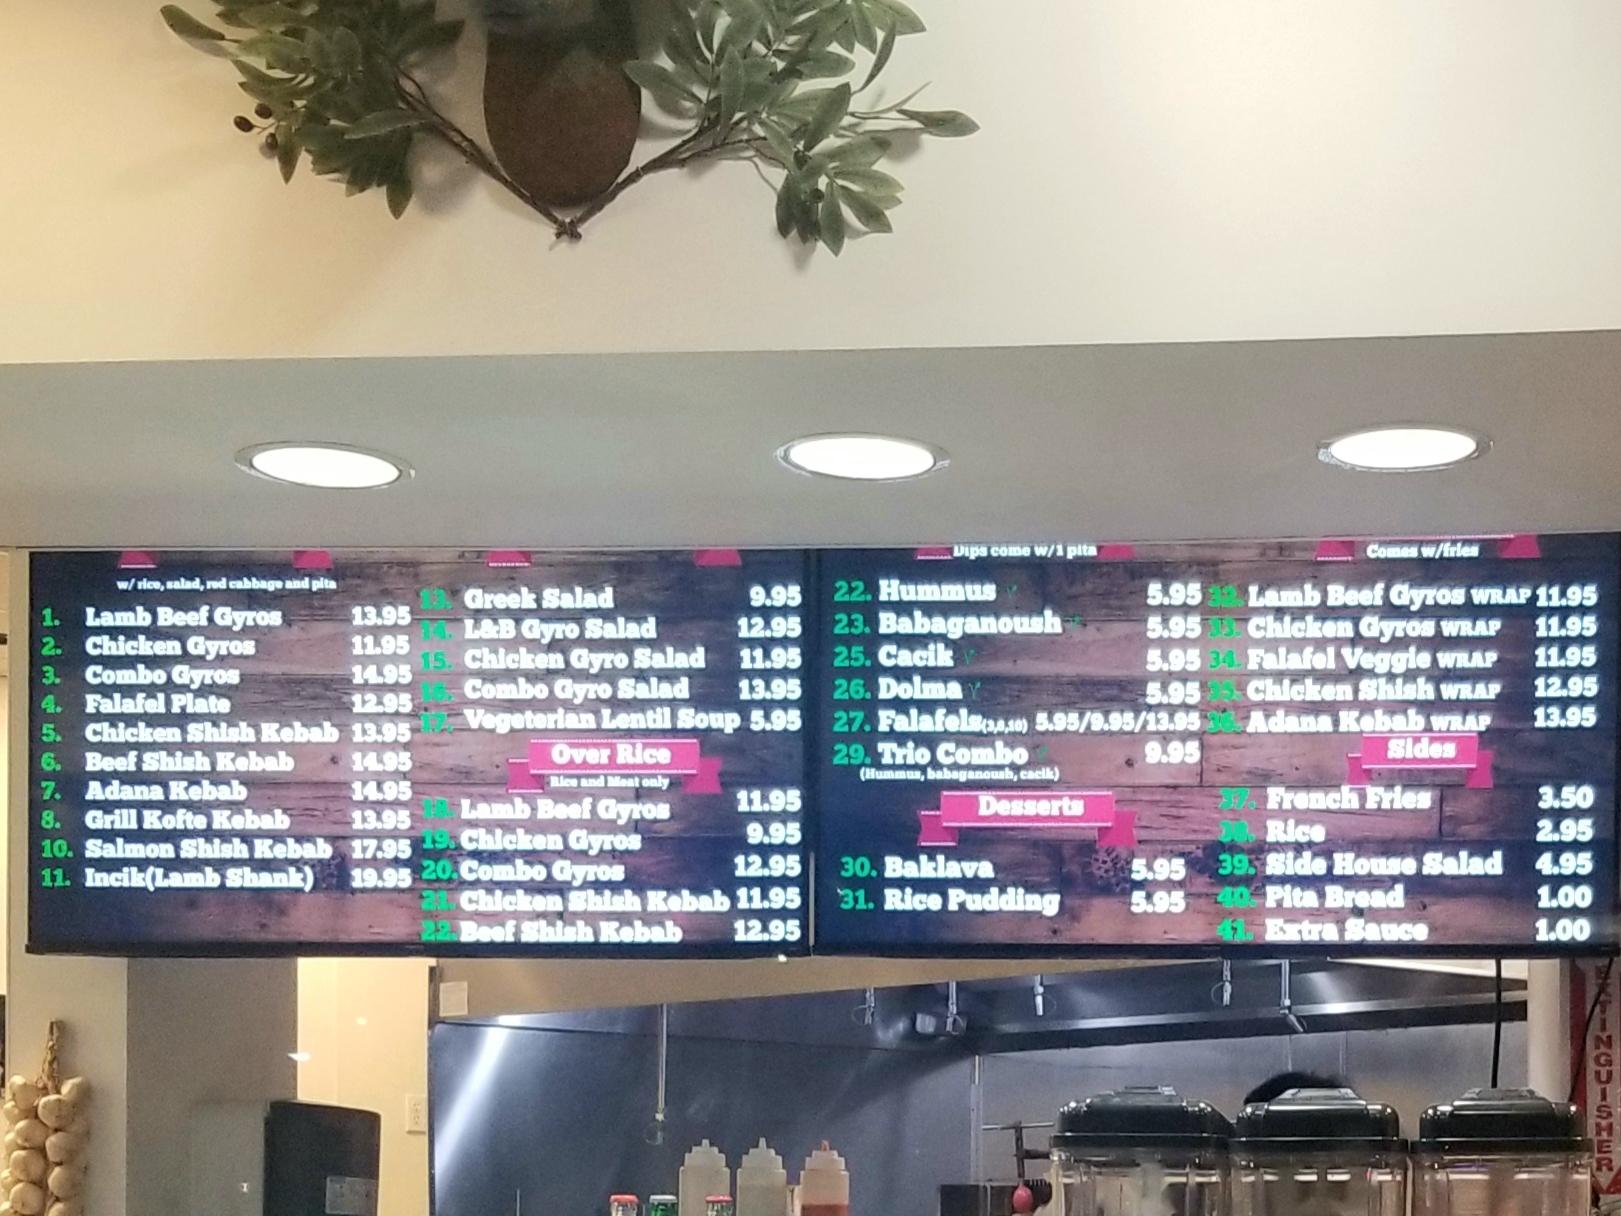 w/ rice, salad, red cabbage and pita
1. Lamb Beef Gyros 13.95
2. Chicken Gyros 11.95
3. Combo Gyros 14.95
4. Falafel Plate 12.95
5. Chicken Shish Kebab 13.95
6. Beef Shish Kebab 14.95
7. Adana Kebab 14.95
8. Grill Kofte Kebab 13.95
10. Salmon Shish Kebab 17.95
11. Incik(Lamb Shank) 19.95
13. Greek Salad 9.95
14. L&B Gyro Salad 12.95
15. Chicken Gyro Salad 11.95
16. Combo Gyro Salad 13.95
17. Vegeterian Lentil Soup 5.95
Over Rice
Rice and Meat only
18. Lamb Beef Gyros 11.95
19. Chicken Gyros 9.95
20. Combo Gyros 12.95
21. Chicken Shish Kebab 11.95
22. Beef Shish Kebab 12.95
Dips come w/1 pita
22. Hummus 5.95
23. Babaganoush 5.95
25. Cacik 5.95
26. Dolma 5.95
27. Falafels(3,6,10) 5.95/9.95/13.95
29. Trio Combo 9.95
(Hummus, babaganoush, cacik)
Desserts
30. Baklava 5.95
31. Rice Pudding 5.95
Comes w/fries
32. Lamb Beef Gyros WRAP 11.95
33. Chicken Gyros WRAP 11.95
34. Falafel Veggie WRAP 11.95
35. Chicken Shish WRAP 12.95
36. Adana Kebab WRAP 13.95
Sides
37. French Fries 3.50
38. Rice 2.95
39. Side House Salad 4.95
40. Pita Bread 1.00
41. Extra Sauce 1.00
TINGUISHER